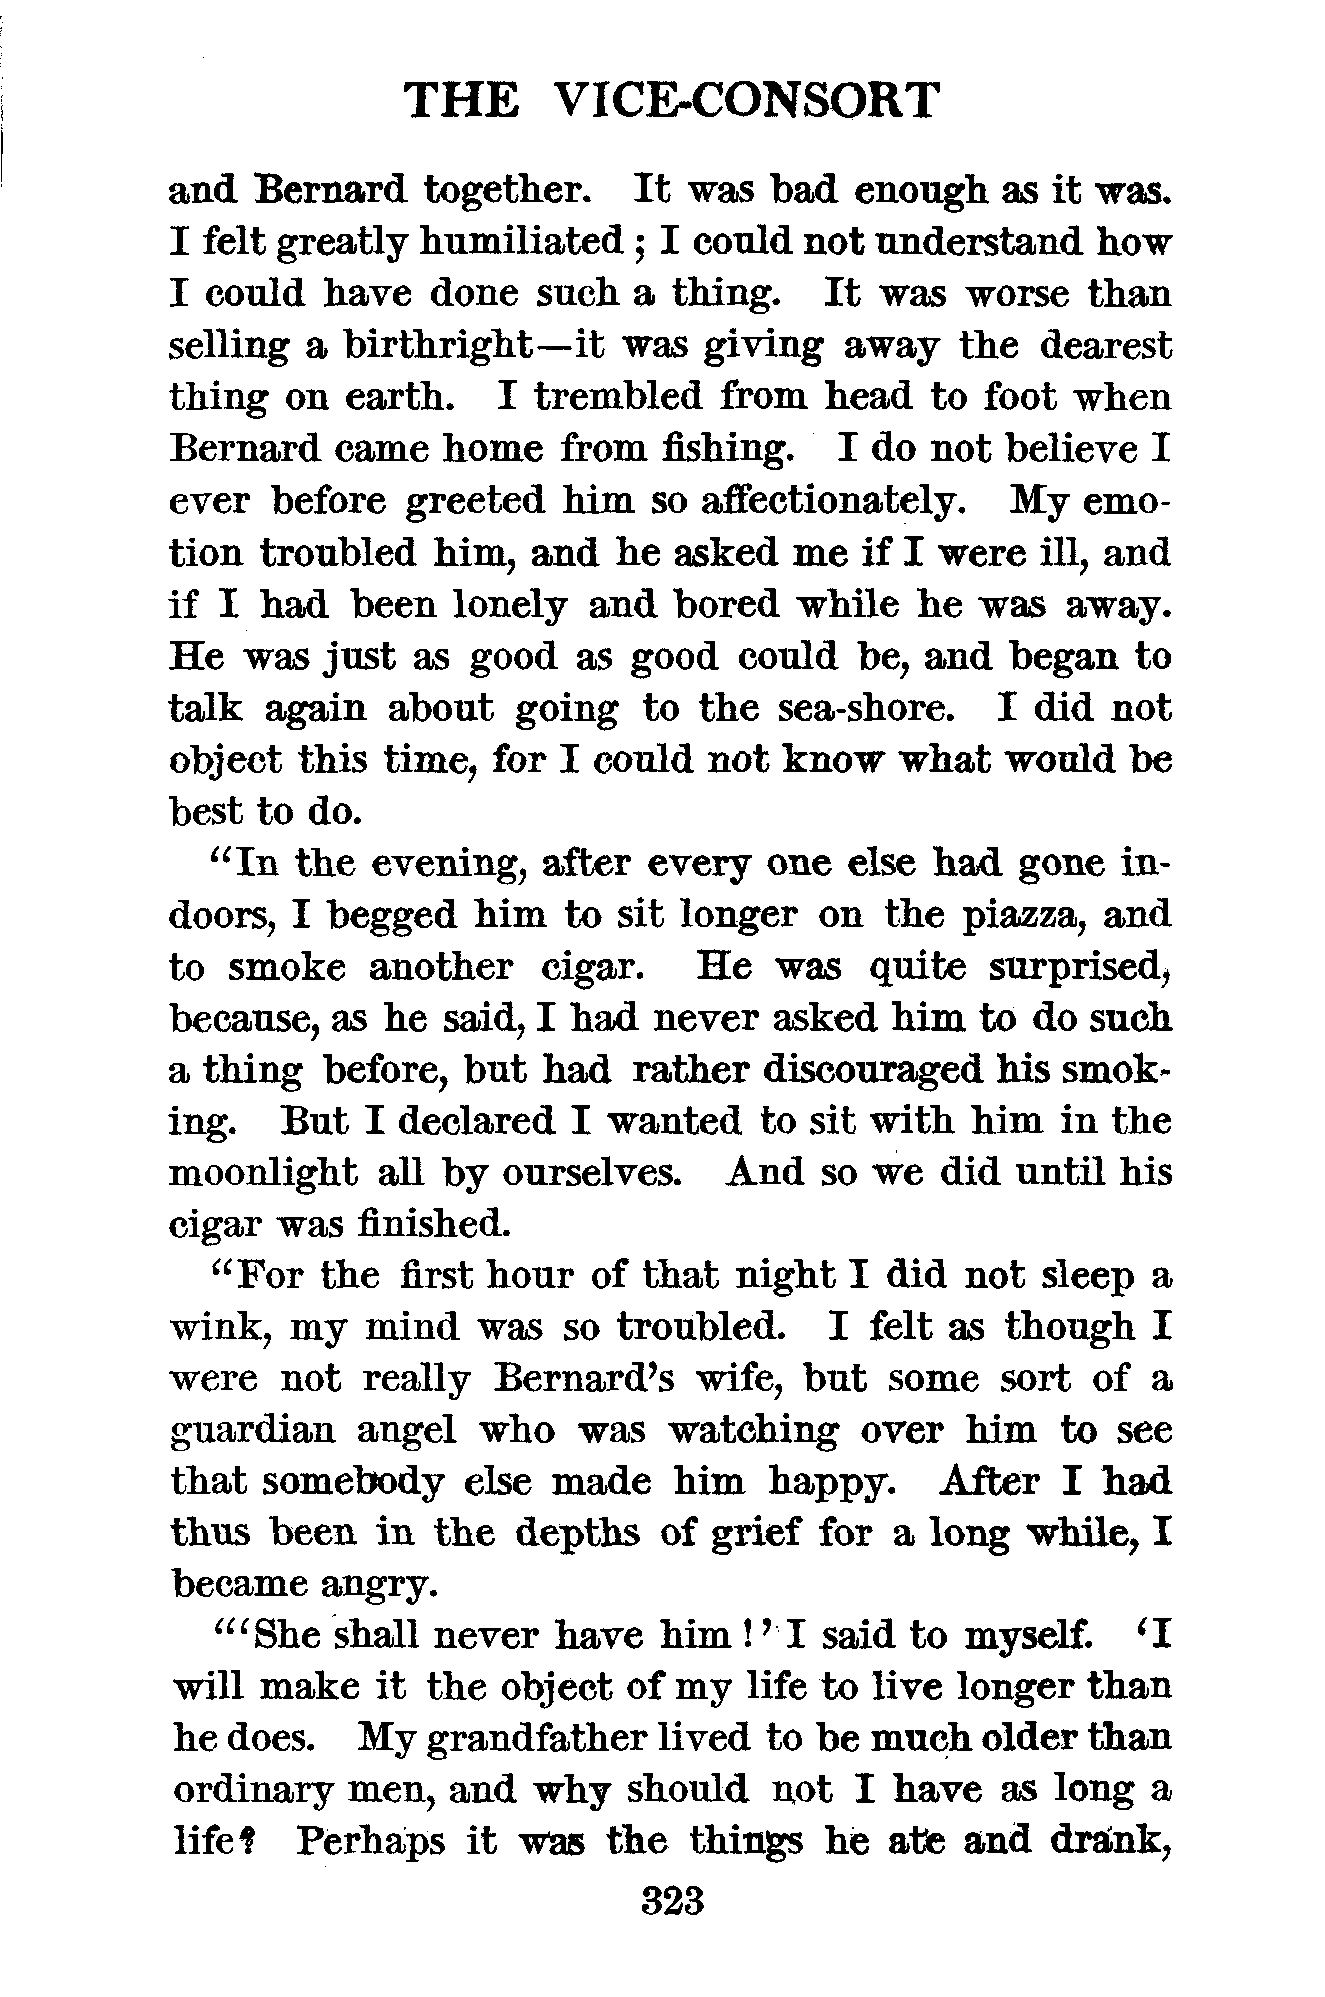 THE VICE-CONSORT
and Bernard together. It was bad enough as it was.
I felt greatly humiliated; I could not understand how
I could have done such a thing. It was worse than
selling a birthright—it was giving away the dearest
thing on earth. I trembled from head to foot when
Bernard came home from fishing. I do not believe I
ever before greeted him so affectionately. My emo-
tion troubled him, and he asked me if I were ill, and
if I had been lonely and bored while he was away.
He was just as good as good could be, and began to
talk again about going to the sea-shore. I did not
object this time, for I could not know what would be
best to do.
"In the evening, after every one else had gone in-
doors, I begged him to sit longer on the piazza, and
to smoke another cigar. He was quite surprised,
because, as he said, I had never asked him to do such
a thing before, but had rather discouraged his smok-
ing. But I declared I wanted to sit with him in the
moonlight all by ourselves. And so we did until his
cigar was finished.
"For the first hour of that night I did not sleep a
wink, my mind was so troubled. I felt as though I
were not really Bernard's wife, but some sort of a
guardian angel who was watching over him to see
that somebody else made him happy. After I had
thus been in the depths of grief for a long while, I
became angry.
"'She shall never have him!' I said to myself. 'I
will make it the object of my life to live longer than
he does. My grandfather lived to be much older than
ordinary men, and why should not I have as long a
life? Perhaps it was the things he ate and drank,
323